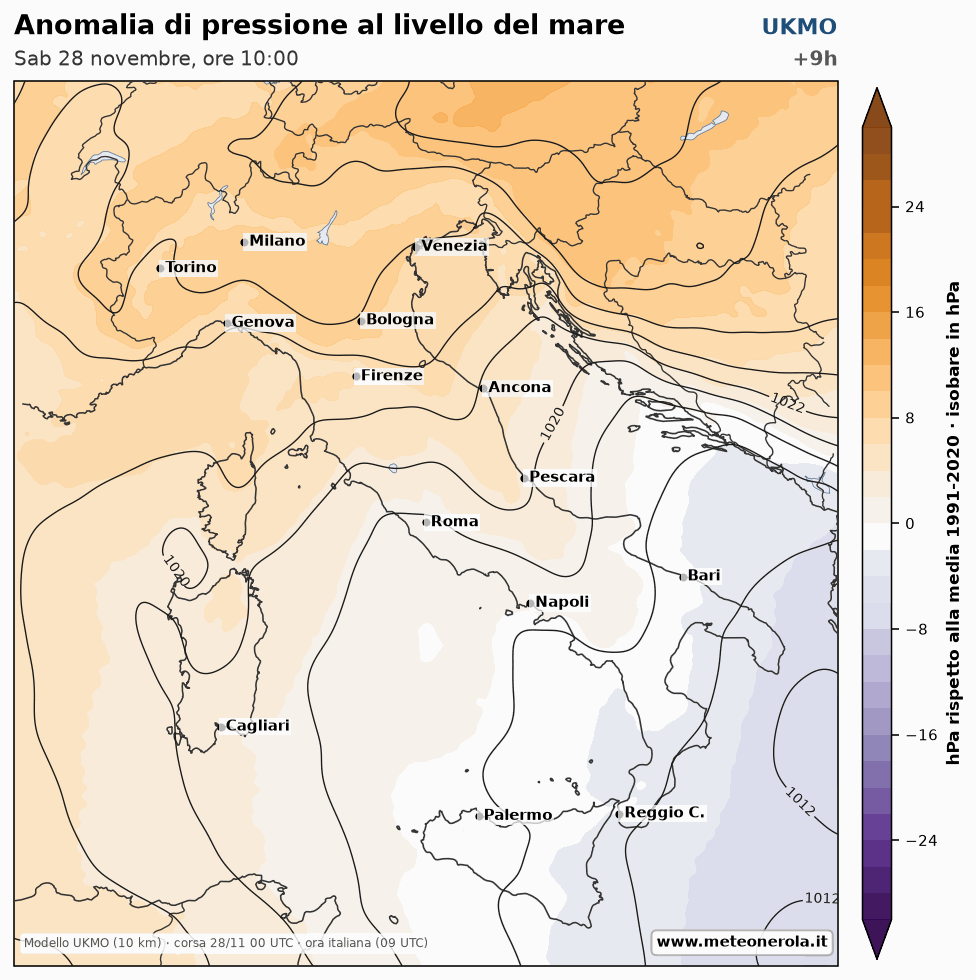 Anomalia di pressione al livello del mare
UKMO
Sab 28 novembre, ore 10:00
+9h
Milano
Venezia
Torino
Genova
Bologna
Firenze
Ancona
1022
1020
Pescara
Roma
Bari
Napoli
Cagliari
1012
Palermo
Reggio C.
1012
24
16
8
0
−8
−16
−24
hPa rispetto alla media 1991-2020 · isobare in hPa
Modello UKMO (10 km) · corsa 28/11 00 UTC · ora italiana (09 UTC)
www.meteonerola.it